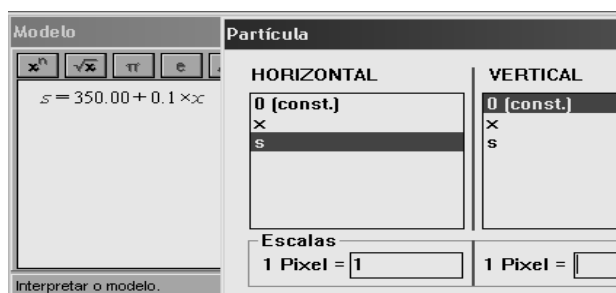 Modelo
xⁿ √x π e
s = 350.00 + 0.1 × x
Interpretar o modelo.
Partícula
HORIZONTAL
0 (const.)
x
s
VERTICAL
0 (const.)
x
s
Escalas
1 Pixel = 1
1 Pixel =